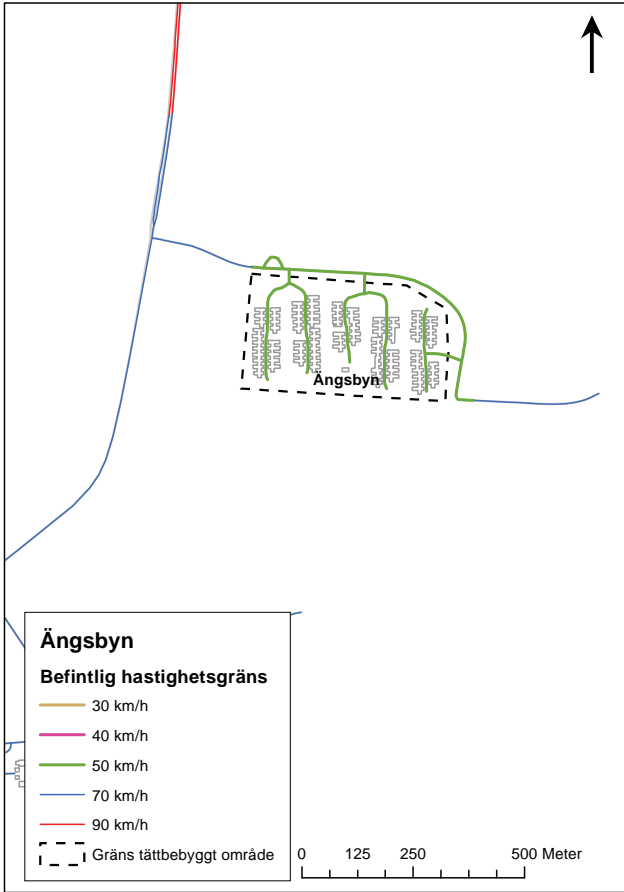 Ängsbyn
Ängsbyn
Befintlig hastighetsgräns
30 km/h
40 km/h
50 km/h
70 km/h
90 km/h
Gräns tättbebyggt område
0 125 250 500 Meter